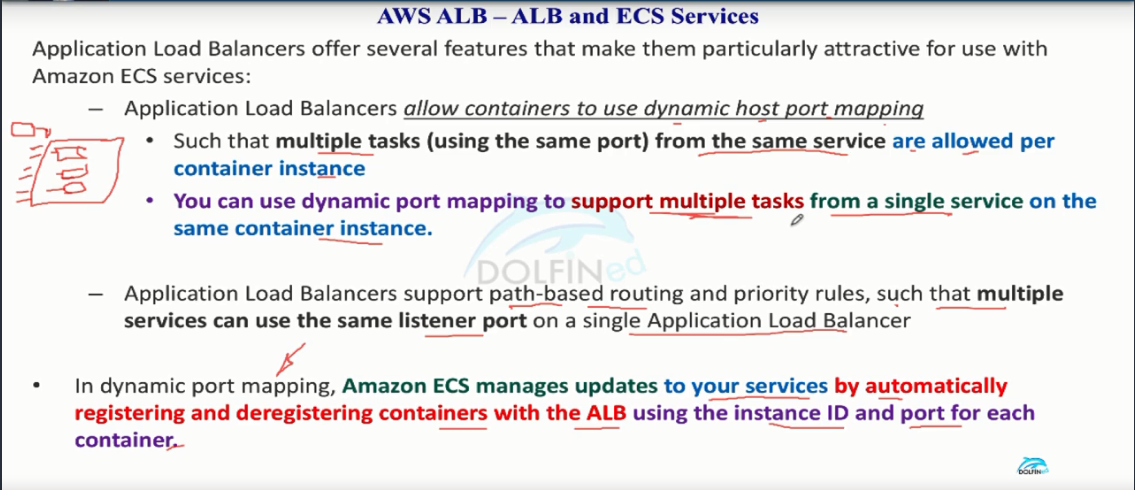 AWS ALB – ALB and ECS Services
Application Load Balancers offer several features that make them particularly attractive for use with
Amazon ECS services:
– Application Load Balancers allow containers to use dynamic host port mapping
• Such that multiple tasks (using the same port) from the same service are allowed per
container instance
• You can use dynamic port mapping to support multiple tasks from a single service on the
same container instance.
DOLFINed
– Application Load Balancers support path-based routing and priority rules, such that multiple
services can use the same listener port on a single Application Load Balancer
• In dynamic port mapping, Amazon ECS manages updates to your services by automatically
registering and deregistering containers with the ALB using the instance ID and port for each
container.
DOLFINed